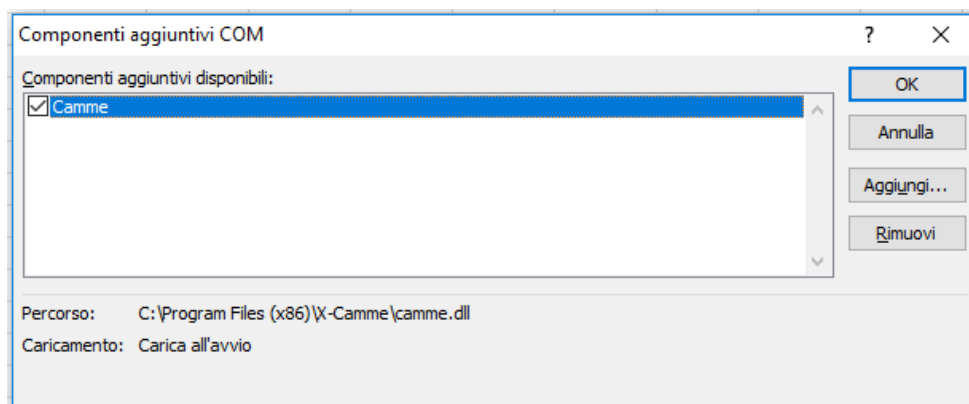 Componenti aggiuntivi COM
?
Componenti aggiuntivi disponibili:
Camme
OK
Annulla
Aggiungi...
Rimuovi
Percorso: C:\Program Files (x86)\X-Camme\camme.dll
Caricamento: Carica all'avvio